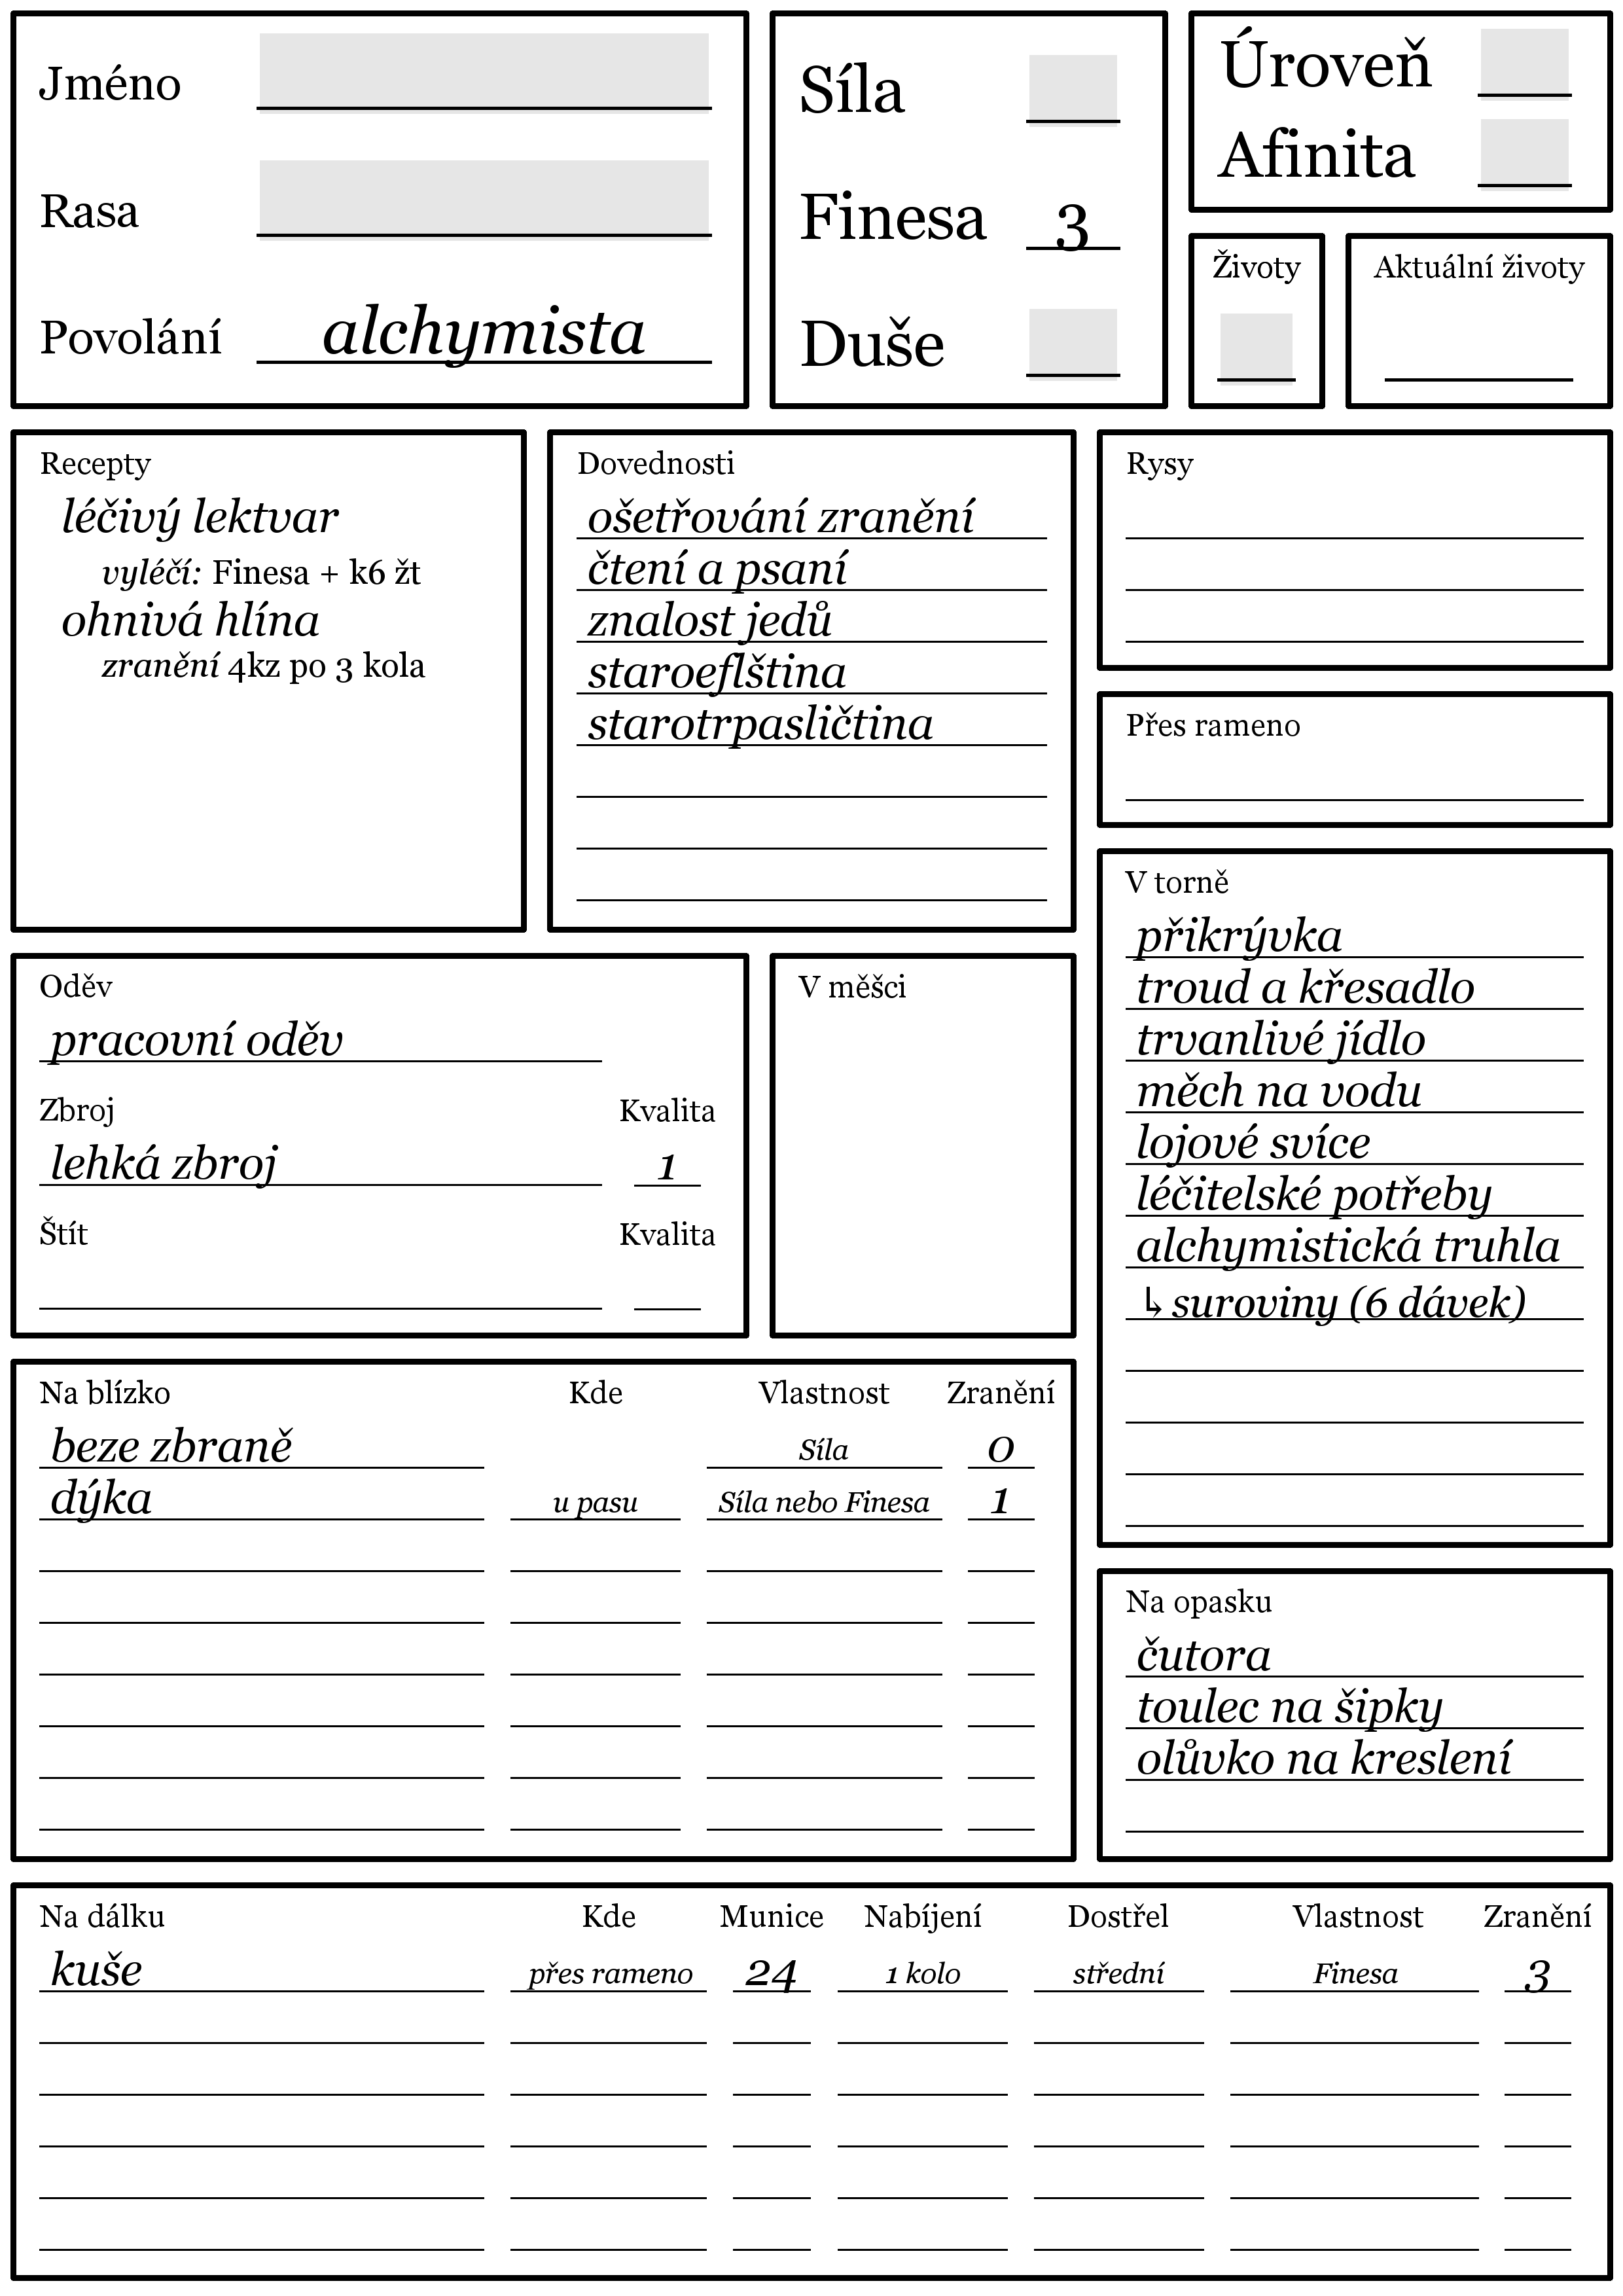 Jméno
Rasa
Povolání alchymista
Síla
Finesa 3
Duše
Úroveň
Afinita
Životy
Aktuální životy
Recepty
léčivý lektvar
vyléčí: Finesa + k6 žt
ohnivá hlína
zranění 4kz po 3 kola
Dovednosti
ošetřování zranění
čtení a psaní
znalost jedů
staroeflština
starotrpasličtina
Rysy
Přes rameno
V torně
přikrývka
troud a křesadlo
trvanlivé jídlo
měch na vodu
lojové svíce
léčitelské potřeby
alchymistická truhla
↳ suroviny (6 dávek)
Oděv
pracovní oděv
Zbroj Kvalita
lehká zbroj 1
Štít Kvalita
V měšci
Na blízko Kde Vlastnost Zranění
beze zbraně Síla 0
dýka u pasu Síla nebo Finesa 1
Na opasku
čutora
toulec na šipky
olůvko na kreslení
Na dálku Kde Munice Nabíjení Dostřel Vlastnost Zranění
kuše přes rameno 24 1 kolo střední Finesa 3